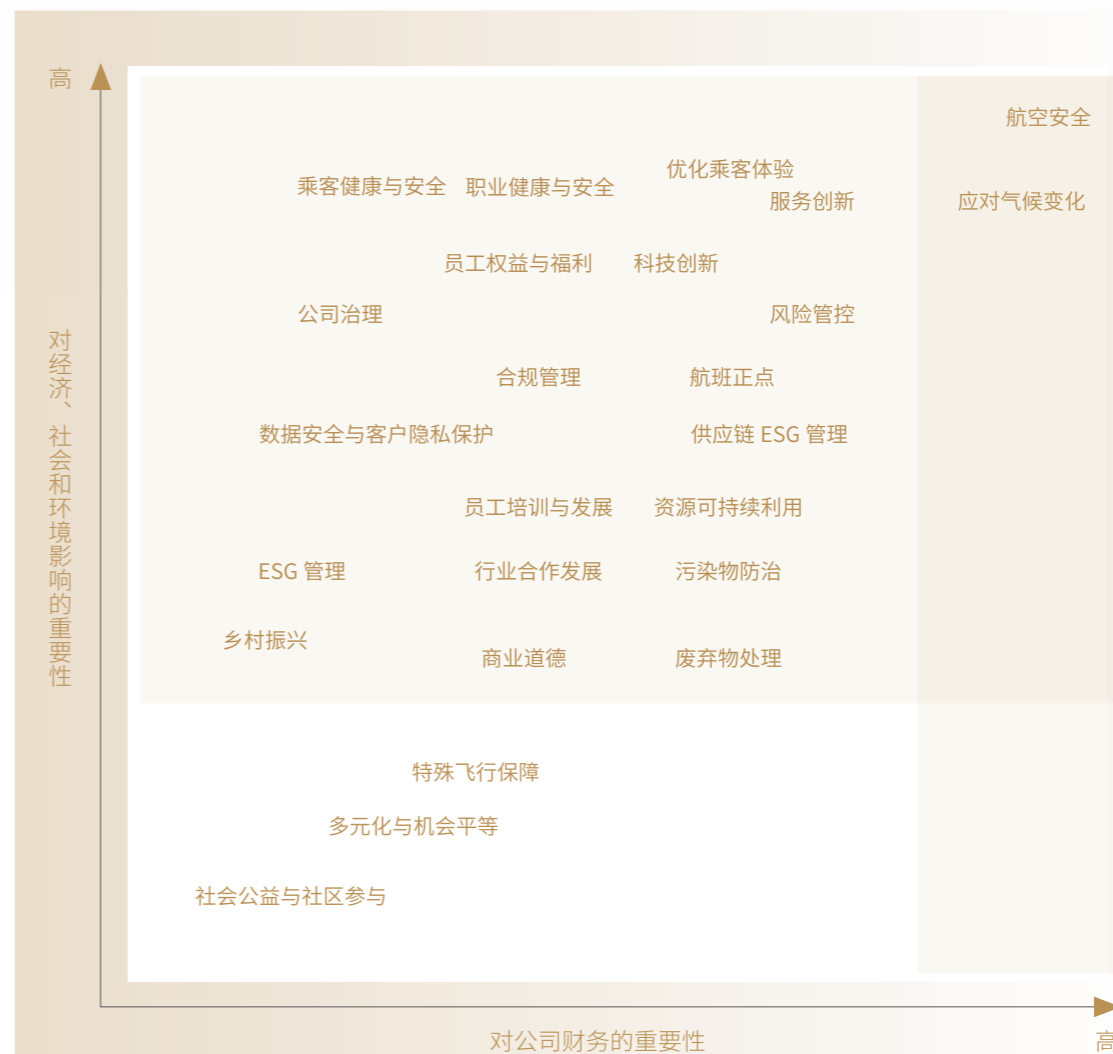 高
航空安全
优化乘客体验
乘客健康与安全 职业健康与安全
服务创新 应对气候变化
员工权益与福利 科技创新
公司治理 风险管控
合规管理 航班正点
数据安全与客户隐私保护 供应链 ESG 管理
员工培训与发展 资源可持续利用
ESG 管理 行业合作发展 污染物防治
乡村振兴
商业道德 废弃物处理
特殊飞行保障
多元化与机会平等
社会公益与社区参与
对经济、社会和环境影响的重要性
对公司财务的重要性 高